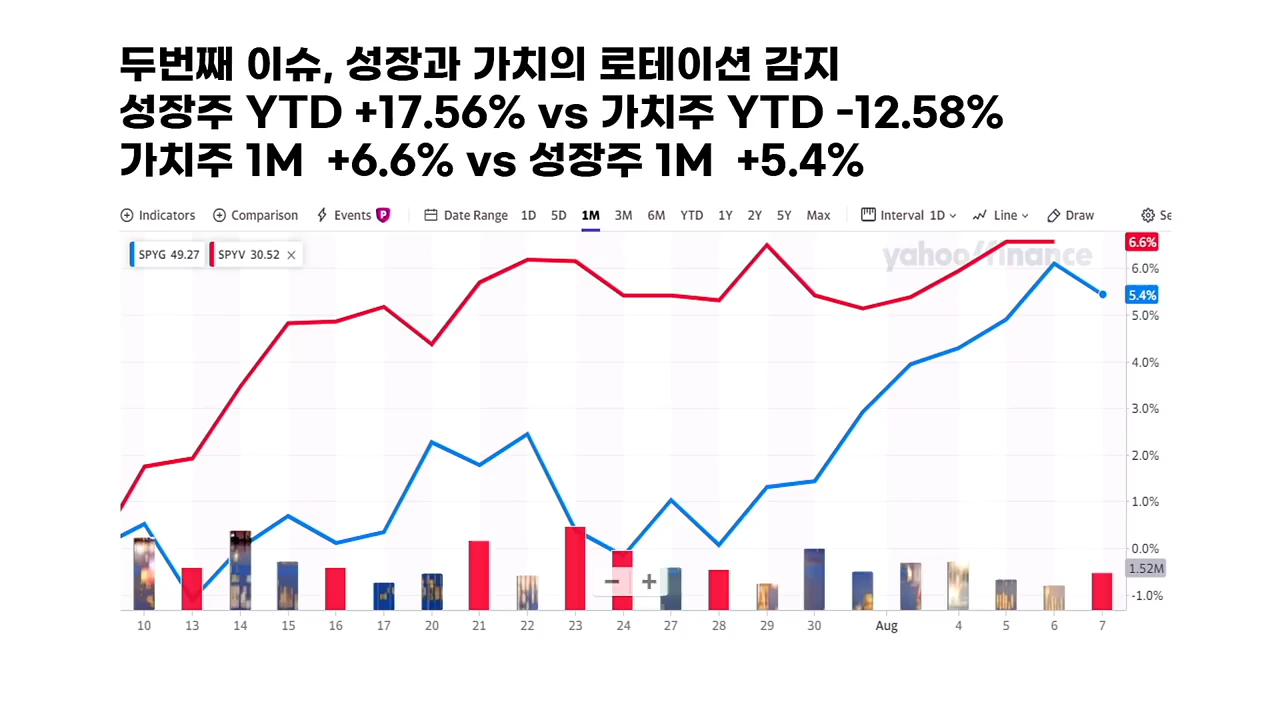 두번째 이슈, 성장과 가치의 로테이션 감지
성장주 YTD +17.56% vs 가치주 YTD -12.58%
가치주 1M +6.6% vs 성장주 1M +5.4%
Indicators Comparison Events P Date Range 1D 5D 1M 3M 6M YTD 1Y 2Y 5Y Max Interval 1D Line Draw Se
SPYG 49.27 SPYV 30.52
yahoo/finance
6.6%
6.0%
5.4%
5.0%
4.0%
3.0%
2.0%
1.0%
0.0%
1.52M
-1.0%
10 13 14 15 16 17 20 21 22 23 24 27 28 29 30 Aug 4 5 6 7